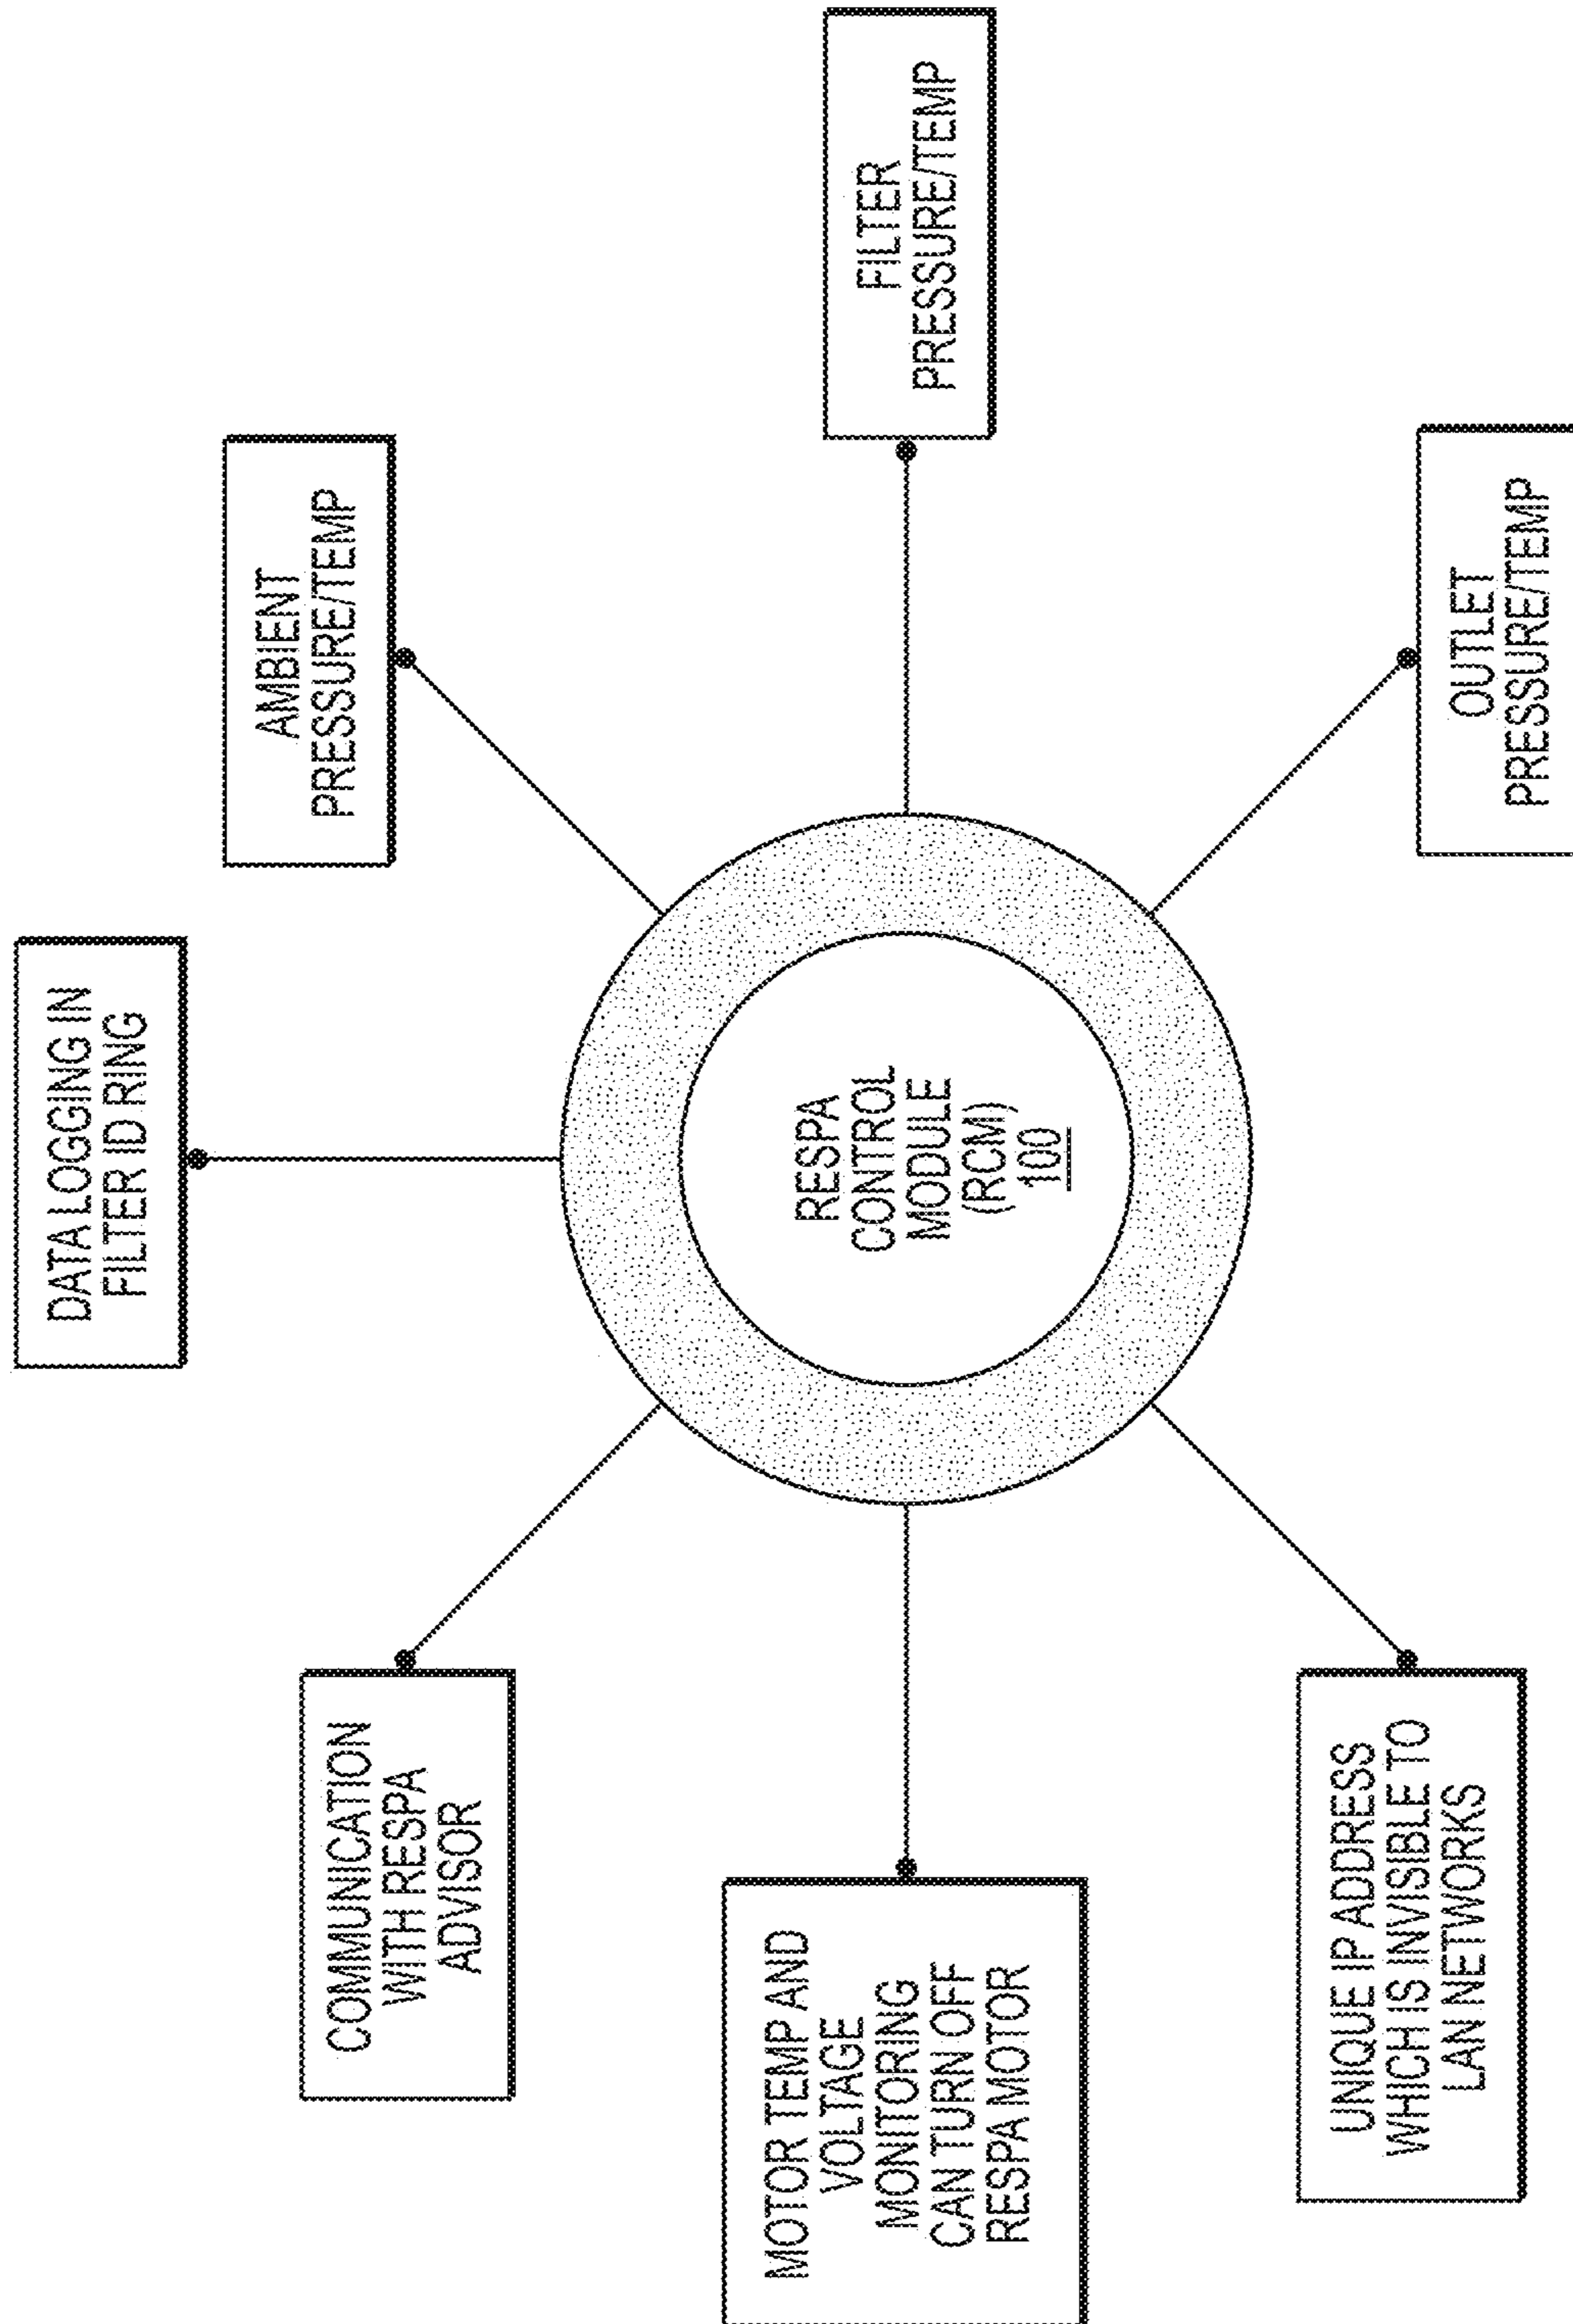 DATA LOGGING IN
FILTER ID RING
AMBIENT
PRESSURE/TEMP
FILTER
PRESSURE/TEMP
OUTLET
PRESSURE/TEMP
UNIQUE IP ADDRESS
WHICH IS INVISIBLE TO
LAN NETWORKS
MOTOR TEMP AND
VOLTAGE
MONITORING
CAN TURN OFF
RESPA MOTOR
COMMUNICATION
WITH RESPA
ADVISOR
RESPA
CONTROL
MODULE
(RCM)
100